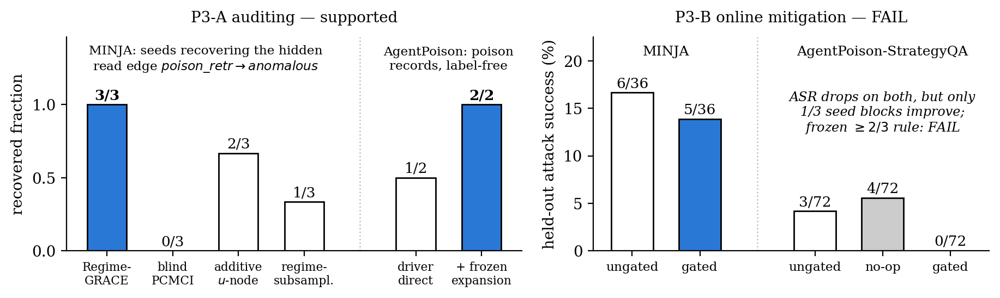 P3-A auditing — supported
MINJA: seeds recovering the hidden
read edge poison_retr→anomalous
AgentPoison: poison
records, label-free
recovered fraction
1.0
0.5
0.0
3/3
0/3
2/3
1/3
1/2
2/2
Regime-
GRACE
blind
PCMCI
additive
u-node
regime-
subsampl.
driver
direct
+ frozen
expansion
P3-B online mitigation — FAIL
MINJA
AgentPoison-StrategyQA
ASR drops on both, but only
1/3 seed blocks improve;
frozen ≥2/3 rule: FAIL
held-out attack success (%)
20
15
10
5
0
6/36
5/36
3/72
4/72
0/72
ungated
gated
ungated
no-op
gated